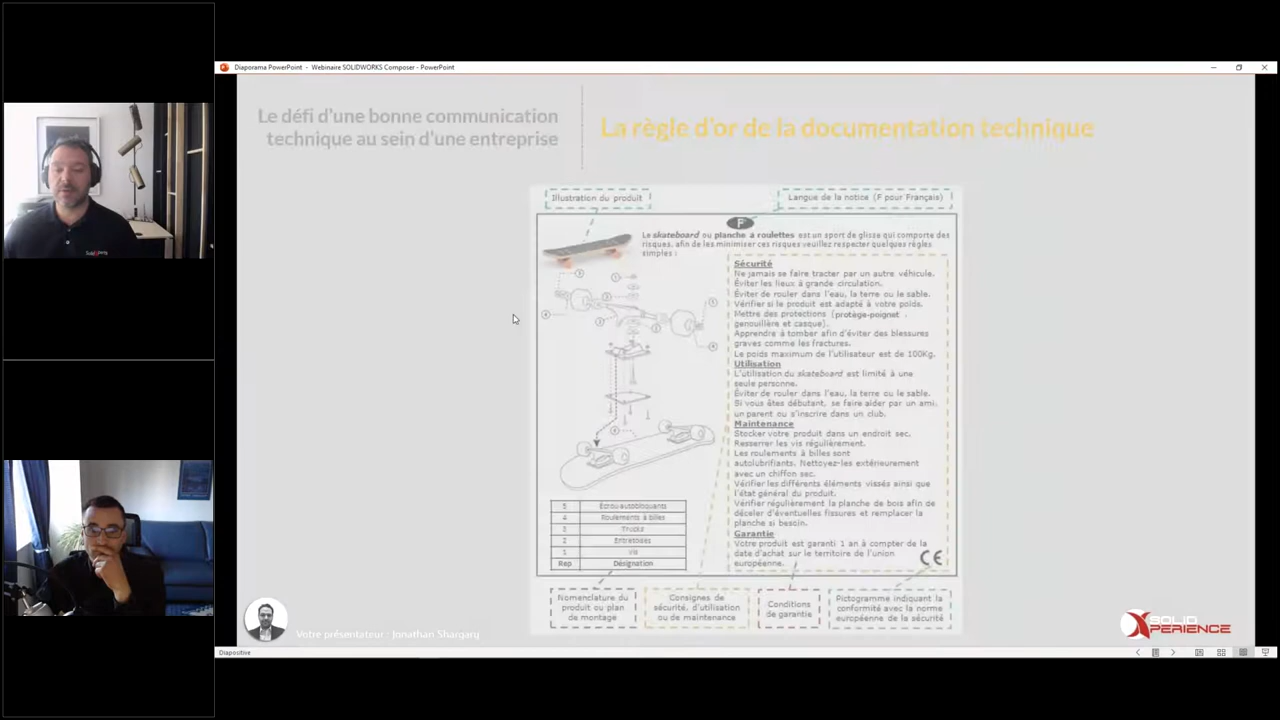 Diaporama PowerPoint - Webinaire SOLIDWORKS Composer - PowerPoint
Le défi d'une bonne communication
technique au sein d'une entreprise
La règle d'or de la documentation technique
Illustration du produit
Langue de la notice (F pour Français)
F
Le skateboard ou planche à roulettes est un sport de glisse qui comporte des
risques, afin de les minimiser ces risques veuillez respecter quelques règles
simples :
Sécurité
Ne jamais se faire tracter par un autre véhicule.
Éviter les lieux à grande circulation.
Éviter de rouler dans l'eau, la terre ou le sable.
Vérifier si le produit est adapté à votre poids.
Mettre des protections (protège-poignet,
genouillère et casque).
Apprendre à tomber afin d'éviter des blessures
graves comme les fractures.
Le poids maximum de l'utilisateur est de 100Kg.
Utilisation
L'utilisation du skateboard est limité à une
seule personne.
Éviter de rouler dans l'eau, la terre ou le sable.
Si vous êtes débutant, se faire aider par un ami,
un parent ou s'inscrire dans un club.
Maintenance
Stocker votre produit dans un endroit sec.
Resserrer les vis régulièrement.
Les roulements à billes sont
autolubrifiants. Nettoyez-les extérieurement
avec un chiffon sec.
Vérifier les différents éléments vissés ainsi que
l'état général du produit.
Vérifier régulièrement la planche de bois afin de
déceler d'éventuelles fissures et remplacer la
planche si besoin.
Garantie
Votre produit est garanti 1 an à compter de la
date d'achat sur le territoire de l'union
européenne.
CE
5 Écrou autobloquants
4 Roulements à billes
3 Trucks
2 Entretoises
1 Vis
Rep Désignation
Nomenclature du
produit ou plan
de montage
Consignes de
sécurité, d'utilisation
ou de maintenance
Conditions
de garantie
Pictogramme indiquant la
conformité avec la norme
européenne de la sécurité
Votre présentateur : Jonathan Shargary
SOLID
XPERIENCE
Diapositive